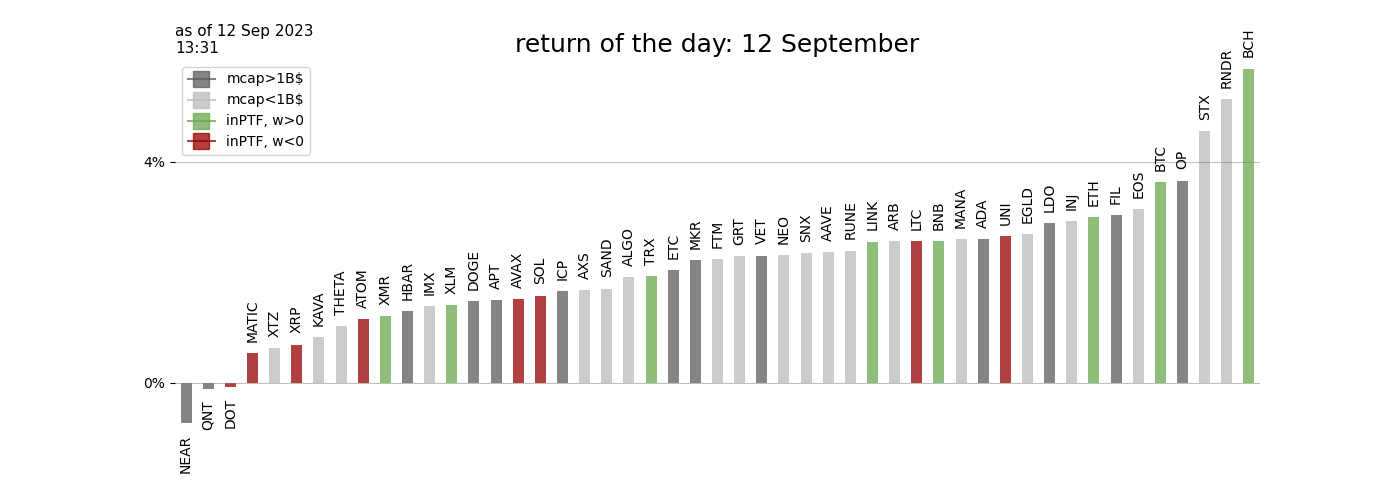 as of 12 Sep 2023
13:31
return of the day: 12 September
mcap>1B$
mcap<1B$
inPTF, w>0
inPTF, w<0
4%
0%
NEAR
QNT
DOT
MATIC
XTZ
XRP
KAVA
THETA
ATOM
XMR
HBAR
IMX
XLM
DOGE
APT
AVAX
SOL
ICP
AXS
SAND
ALGO
TRX
ETC
MKR
FTM
GRT
VET
NEO
SNX
AAVE
RUNE
LINK
ARB
LTC
BNB
MANA
ADA
UNI
EGLD
LDO
INJ
ETH
FIL
EOS
BTC
OP
STX
RNDR
BCH